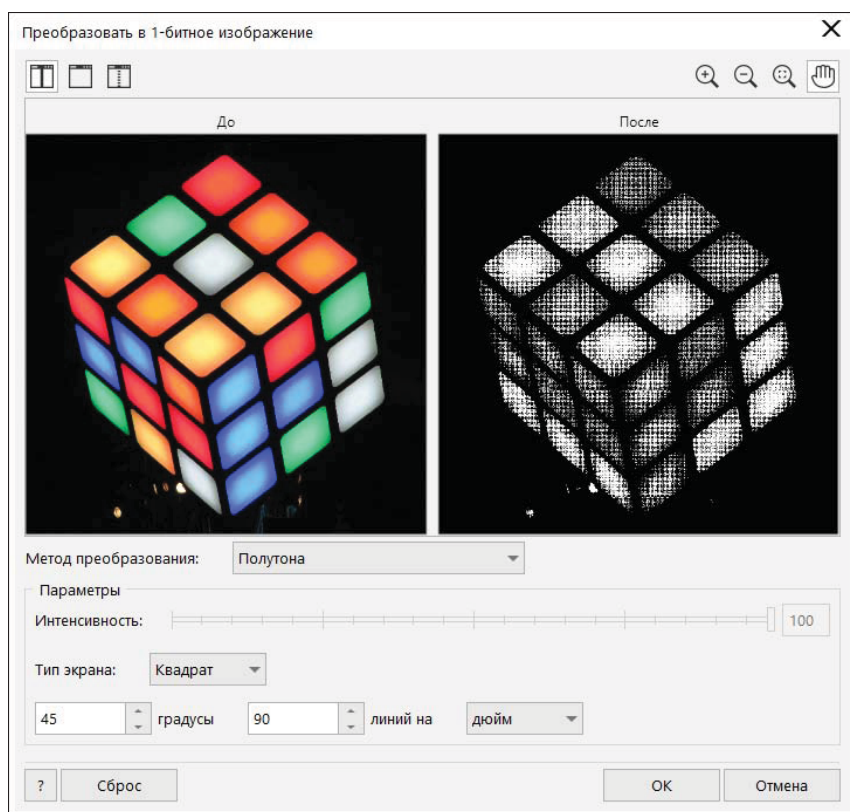 Преобразовать в 1-битное изображение
До
После
Метод преобразования: Полутона
Параметры
Интенсивность: 100
Тип экрана: Квадрат
45 градусы 90 линий на дюйм
? Сброс OK Отмена